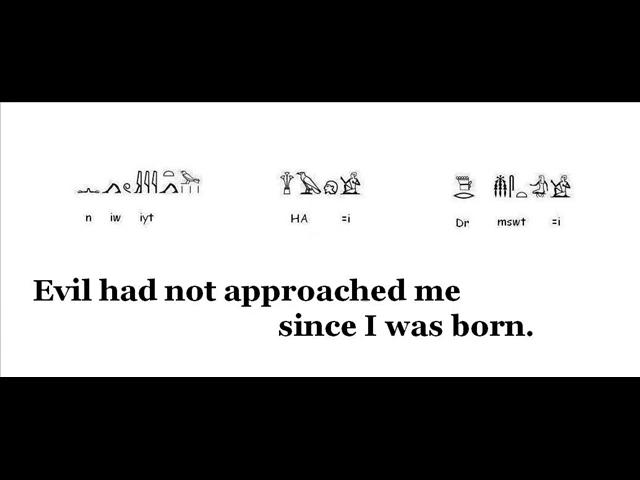 n iw iyt HA =i Dr mswt =i
Evil had not approached me
since I was born.